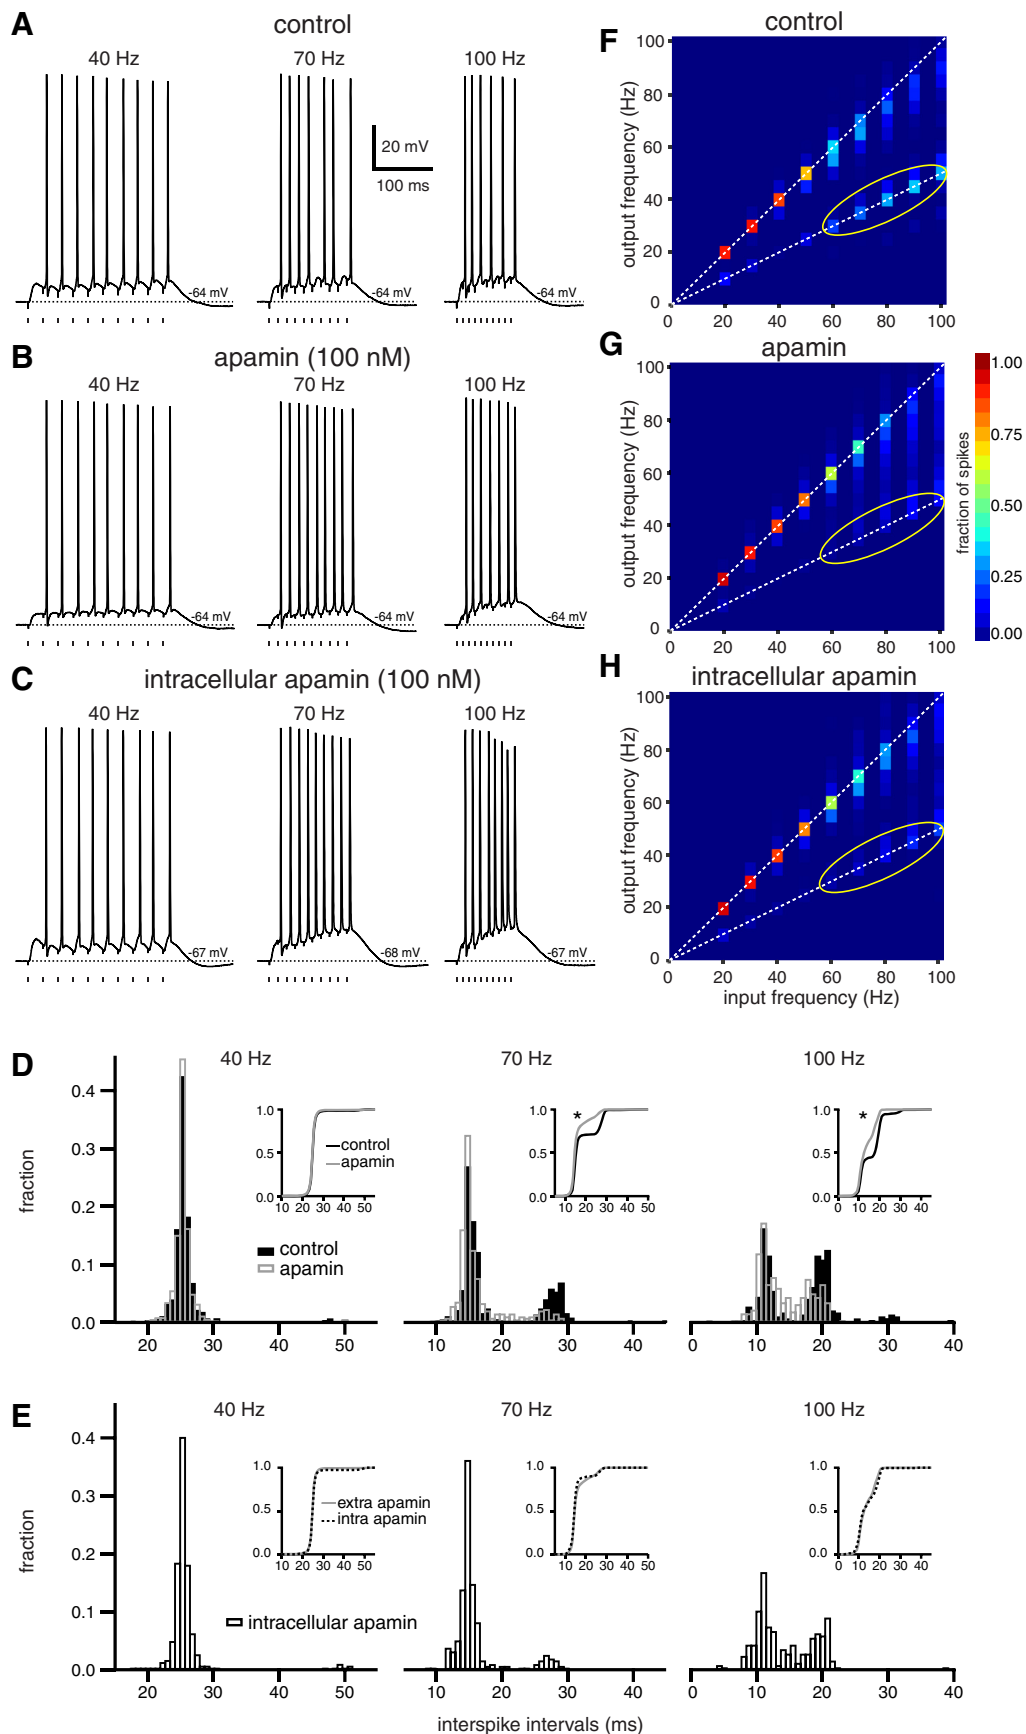 A
control
40 Hz
70 Hz
100 Hz
20 mV
100 ms
-64 mV
-64 mV
-64 mV
B
apamin (100 nM)
40 Hz
70 Hz
100 Hz
-64 mV
-64 mV
-64 mV
C
intracellular apamin (100 nM)
40 Hz
70 Hz
100 Hz
-67 mV
-68 mV
-67 mV
F
control
output frequency (Hz)
100
80
60
40
20
0
0 20 40 60 80 100
G
apamin
output frequency (Hz)
100
80
60
40
20
0
0 20 40 60 80 100
fraction of spikes
1.00
0.75
0.50
0.25
0.00
H
intracellular apamin
output frequency (Hz)
100
80
60
40
20
0
0 20 40 60 80 100
input frequency (Hz)
D
40 Hz
70 Hz
100 Hz
fraction
0.4
0.3
0.2
0.1
0.0
1.0
0.5
0.0
10 20 30 40 50
control
apamin
control
apamin
20 30 40 50
*
1.0
0.5
0.0
10 20 30 40 50
10 20 30 40
*
1.0
0.5
0.0
0 10 20 30 40
0 10 20 30 40
E
40 Hz
70 Hz
100 Hz
fraction
0.4
0.3
0.2
0.1
0.0
1.0
0.5
0.0
10 20 30 40 50
extra apamin
intra apamin
intracellular apamin
20 30 40 50
1.0
0.5
0.0
10 20 30 40 50
10 20 30 40
1.0
0.5
0.0
0 10 20 30 40
0 10 20 30 40
interspike intervals (ms)